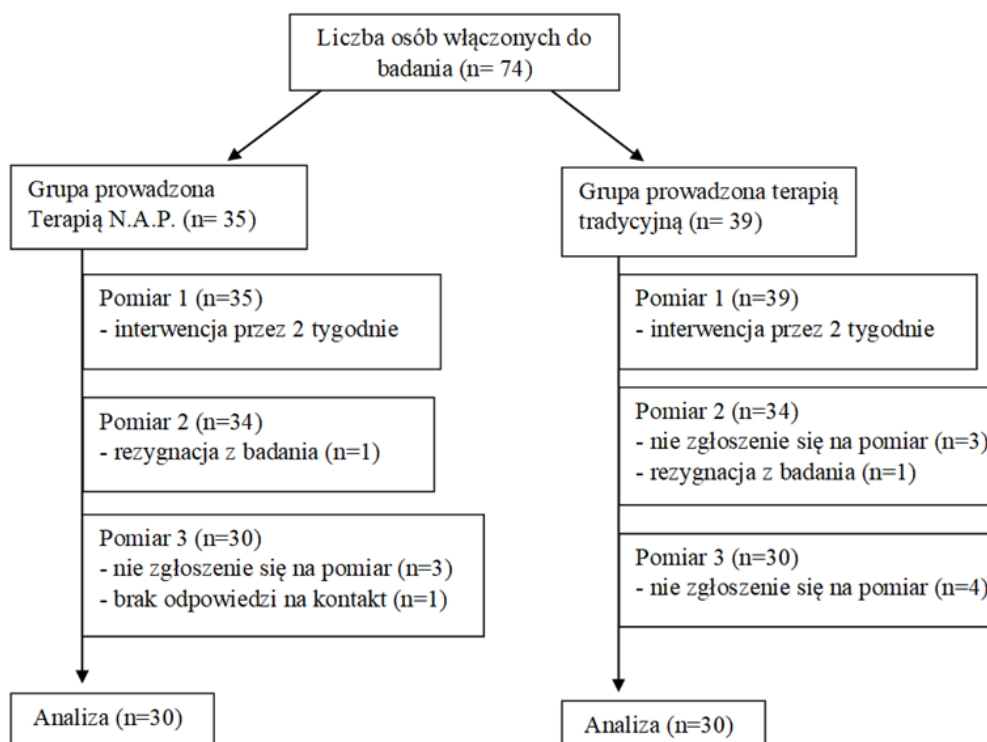 Liczba osób włączonych do
badania (n= 74)
Grupa prowadzona
Terapią N.A.P. (n= 35)
Grupa prowadzona terapią
tradycyjną (n= 39)
Pomiar 1 (n=35)
- interwencja przez 2 tygodnie
Pomiar 1 (n=39)
- interwencja przez 2 tygodnie
Pomiar 2 (n=34)
- rezygnacja z badania (n=1)
Pomiar 2 (n=34)
- nie zgłoszenie się na pomiar (n=3)
- rezygnacja z badania (n=1)
Pomiar 3 (n=30)
- nie zgłoszenie się na pomiar (n=3)
- brak odpowiedzi na kontakt (n=1)
Pomiar 3 (n=30)
- nie zgłoszenie się na pomiar (n=4)
Analiza (n=30)
Analiza (n=30)